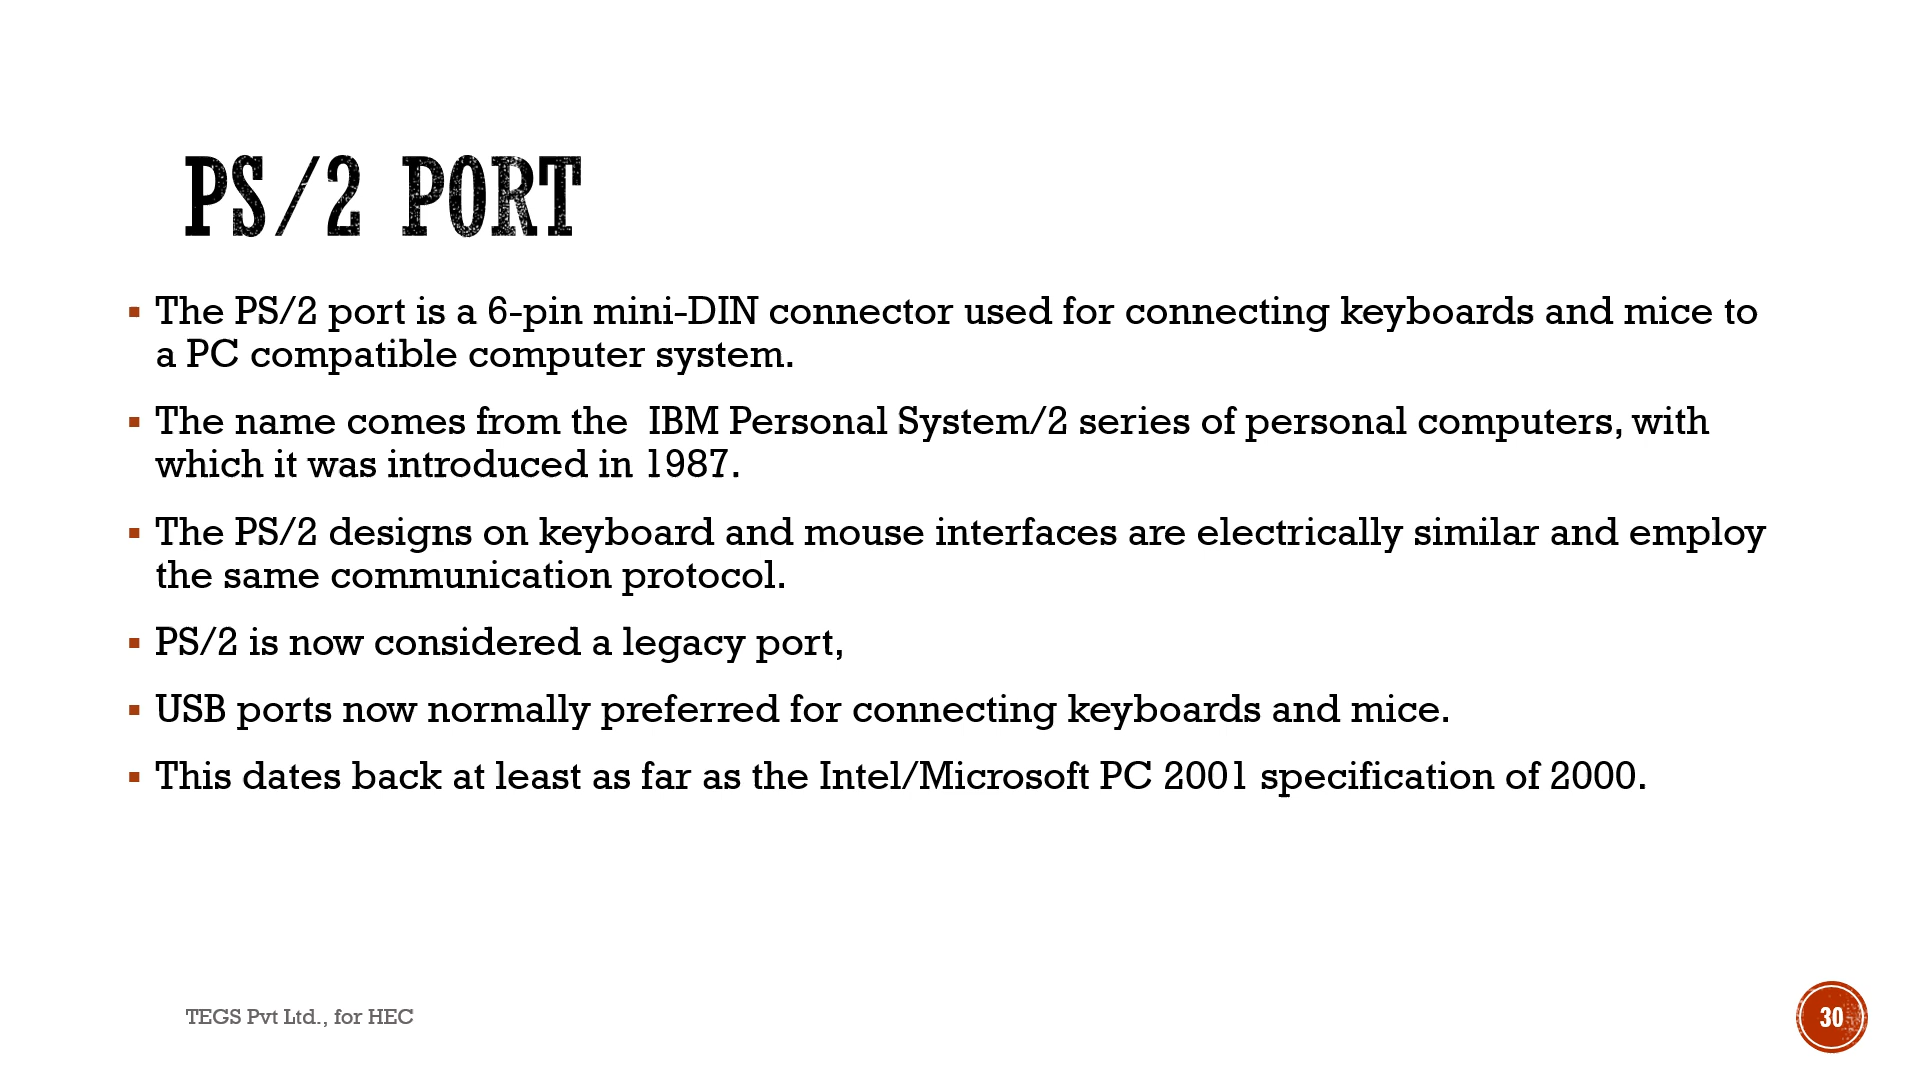 PS/2 PORT
▪ The PS/2 port is a 6-pin mini-DIN connector used for connecting keyboards and mice to
a PC compatible computer system.
▪ The name comes from the  IBM Personal System/2 series of personal computers, with
which it was introduced in 1987.
▪ The PS/2 designs on keyboard and mouse interfaces are electrically similar and employ
the same communication protocol.
▪ PS/2 is now considered a legacy port,
▪ USB ports now normally preferred for connecting keyboards and mice.
▪ This dates back at least as far as the Intel/Microsoft PC 2001 specification of 2000.
TEGS Pvt Ltd., for HEC
30